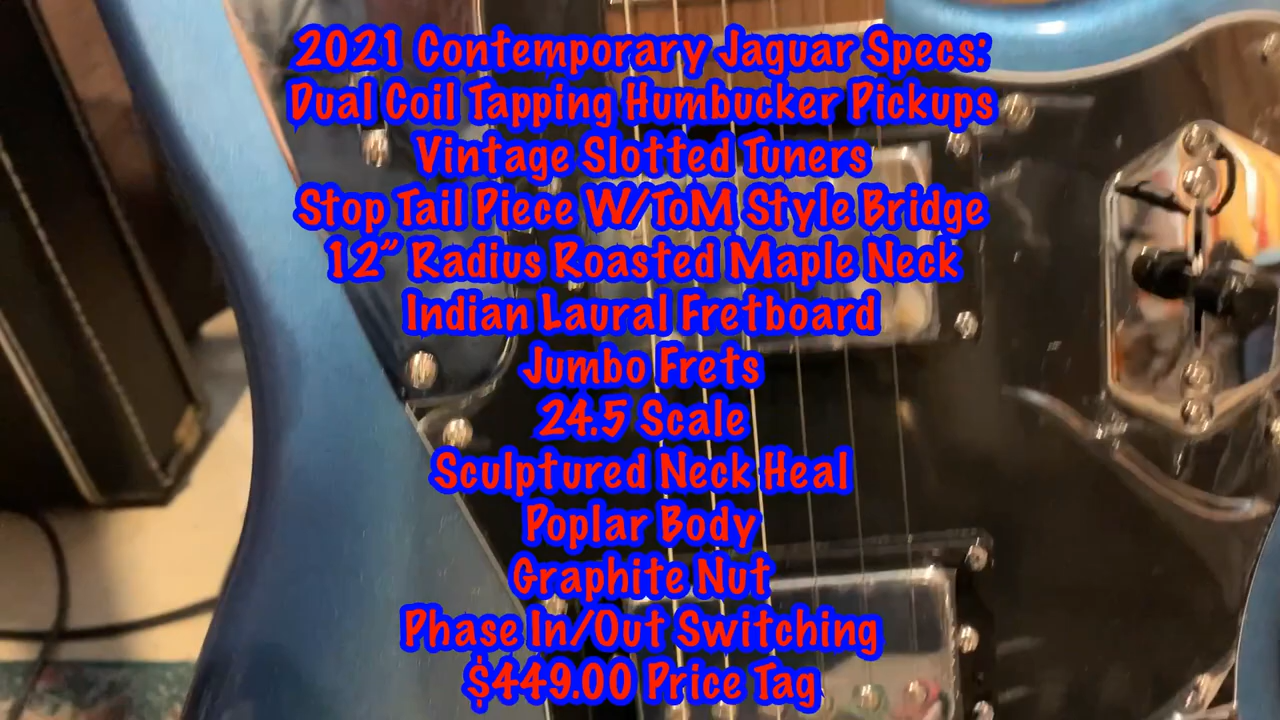 2021 Contemporary Jaguar Specs:
Dual Coil Tapping Humbucker Pickups
Vintage Slotted Tuners
Stop Tail Piece W/ToM Style Bridge
12” Radius Roasted Maple Neck
Indian Laural Fretboard
Jumbo Frets
24.5 Scale
Sculptured Neck Heal
Poplar Body
Graphite Nut
Phase In/Out Switching
$449.00 Price Tag